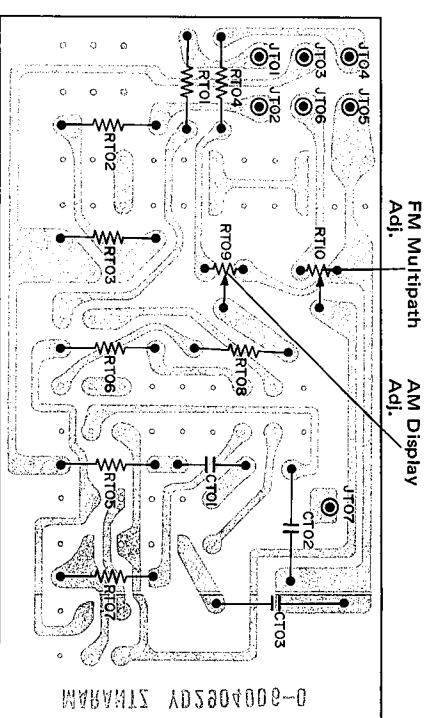 FM Multipath
Adj.
AM Display
Adj.
JT04
JT05
JT03
JT06
JT01
JT02
RT04
RT01
RT02
RT10
RT09
RT03
RT08
RT06
JT07
CT02
CT01
RT05
CT03
RT07
MARANTZ YD2904006-0